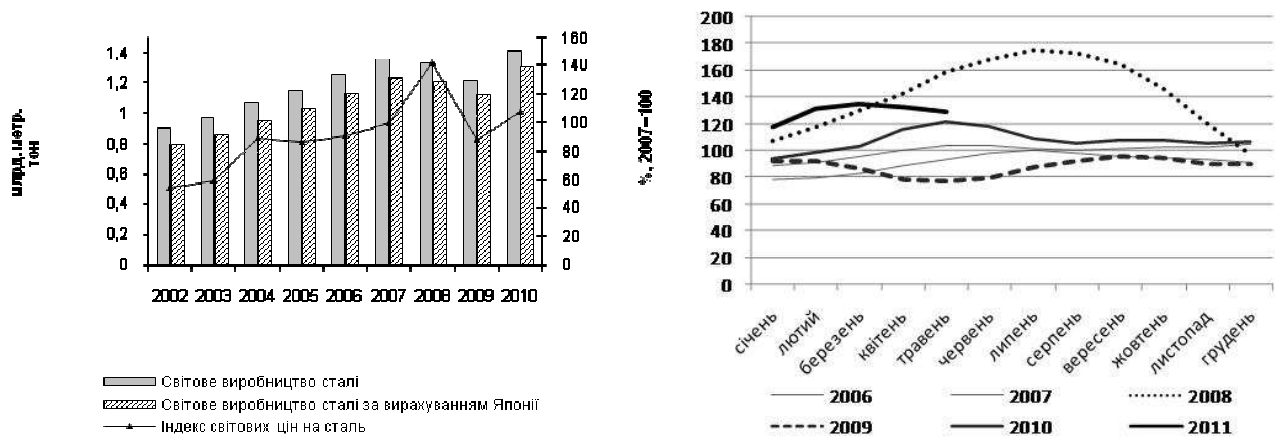 млрд. метр.
тон
1,4
1,2
1
0,8
0,6
0,4
0,2
0
160
140
120
100
80
60
40
20
0
%, 2007=100
2002 2003 2004 2005 2006 2007 2008 2009 2010
Світове виробництво сталі
Світове виробництво сталі за вирахуванням Японії
Індекс світових цін на сталь
200
180
160
140
120
100
80
60
40
20
0
січень
лютий
березень
квітень
травень
червень
липень
серпень
вересень
жовтень
листопад
грудень
2006 2007 2008
2009 2010 2011